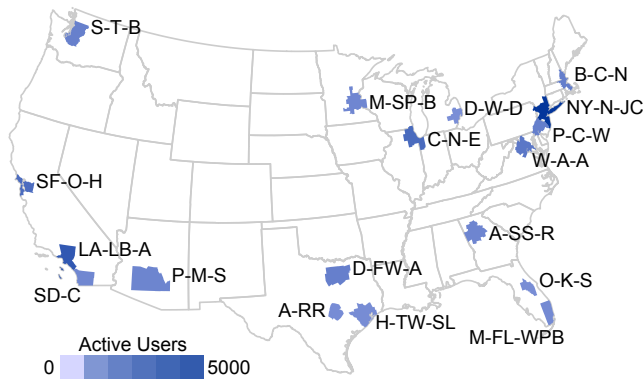 S-T-B
B-C-N
M-SP-B
D-W-D
NY-N-JC
C-N-E
P-C-W
W-A-A
SF-O-H
A-SS-R
LA-LB-A
P-M-S
D-FW-A
O-K-S
SD-C
A-RR
H-TW-SL
M-FL-WPB
Active Users
0 5000